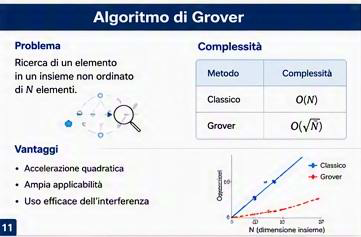 Algoritmo di Grover
Problema
Ricerca di un elemento
in un insieme non ordinato
di N elementi.
Complessità
Metodo Complessità
Classico O(N)
Grover O(√N)
Vantaggi
• Accelerazione quadratica
• Ampia applicabilità
• Uso efficace dell'interferenza
Classico
Grover
N (dimensione insieme)
11